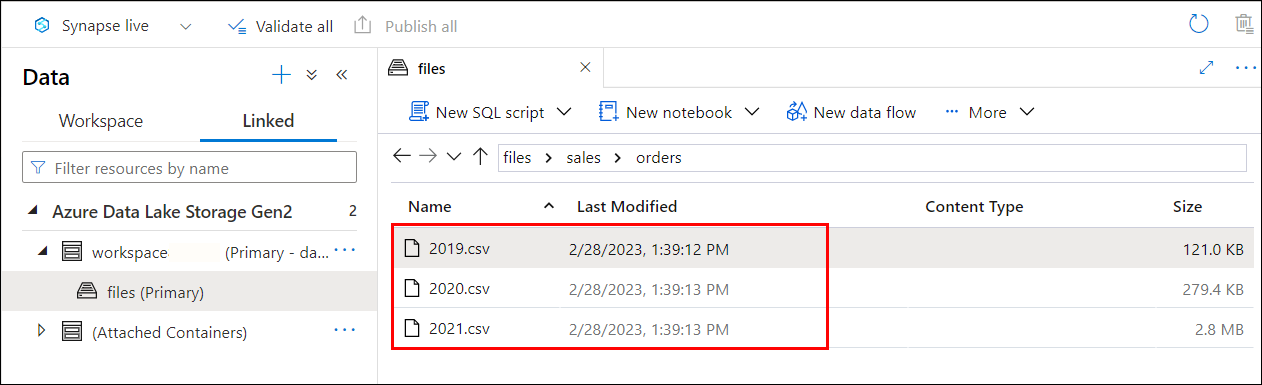 Synapse live Validate all Publish all
Data
Workspace Linked
Filter resources by name
Azure Data Lake Storage Gen2 2
workspace (Primary - da... ...
files (Primary)
(Attached Containers) ...
files ...
New SQL script New notebook New data flow ... More
files > sales > orders
Name Last Modified Content Type Size
2019.csv 2/28/2023, 1:39:12 PM 121.0 KB
2020.csv 2/28/2023, 1:39:13 PM 279.4 KB
2021.csv 2/28/2023, 1:39:13 PM 2.8 MB